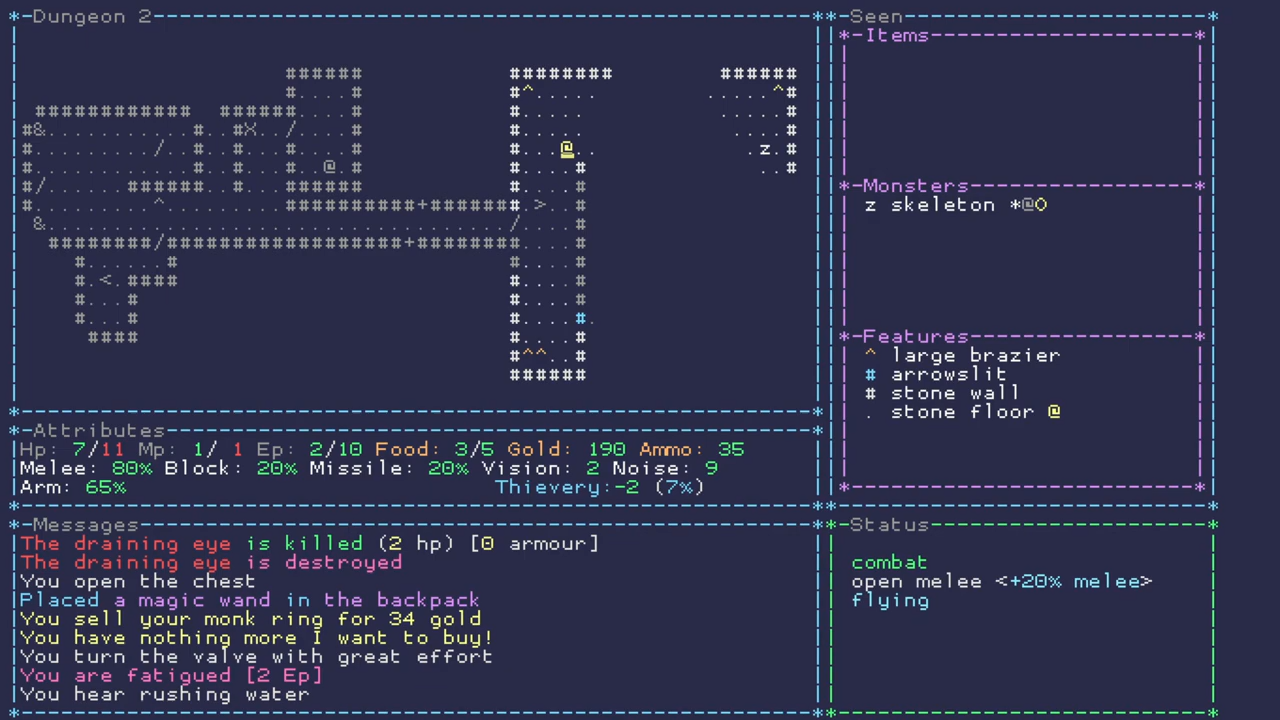 Dungeon 2
Seen
Items
###### ######## ######
#....# #^..... .....^#
############ ######....# #..... .....#
#&...........#..#X../...# #..... ....#
#......../..#..#...#....# #...@.. .z.#
#...........#..#...#..@.# #....# ..#
#/......######..#...###### #....#
Monsters
z skeleton *@O
#.........^..........##########+######.>..#
&................................./....#
########/##################+#######....#
#......# #....#
#.<.#### #....#
#...# #....#
#...# #....#.
#### #....#
#^^..#
######
Features
^ large brazier
# arrowslit
# stone wall
. stone floor @
Attributes
Hp: 7/11 Mp: 1/ 1 Ep: 2/10 Food: 3/5 Gold: 190 Ammo: 35
Melee: 80% Block: 20% Missile: 20% Vision: 2 Noise: 9
Arm: 65% Thievery:-2 (7%)
Messages
The draining eye is killed (2 hp) [0 armour]
The draining eye is destroyed
You open the chest
Placed a magic wand in the backpack
You sell your monk ring for 34 gold
You have nothing more I want to buy!
You turn the valve with great effort
You are fatigued [2 Ep]
You hear rushing water
Status
combat
open melee <+20% melee>
flying